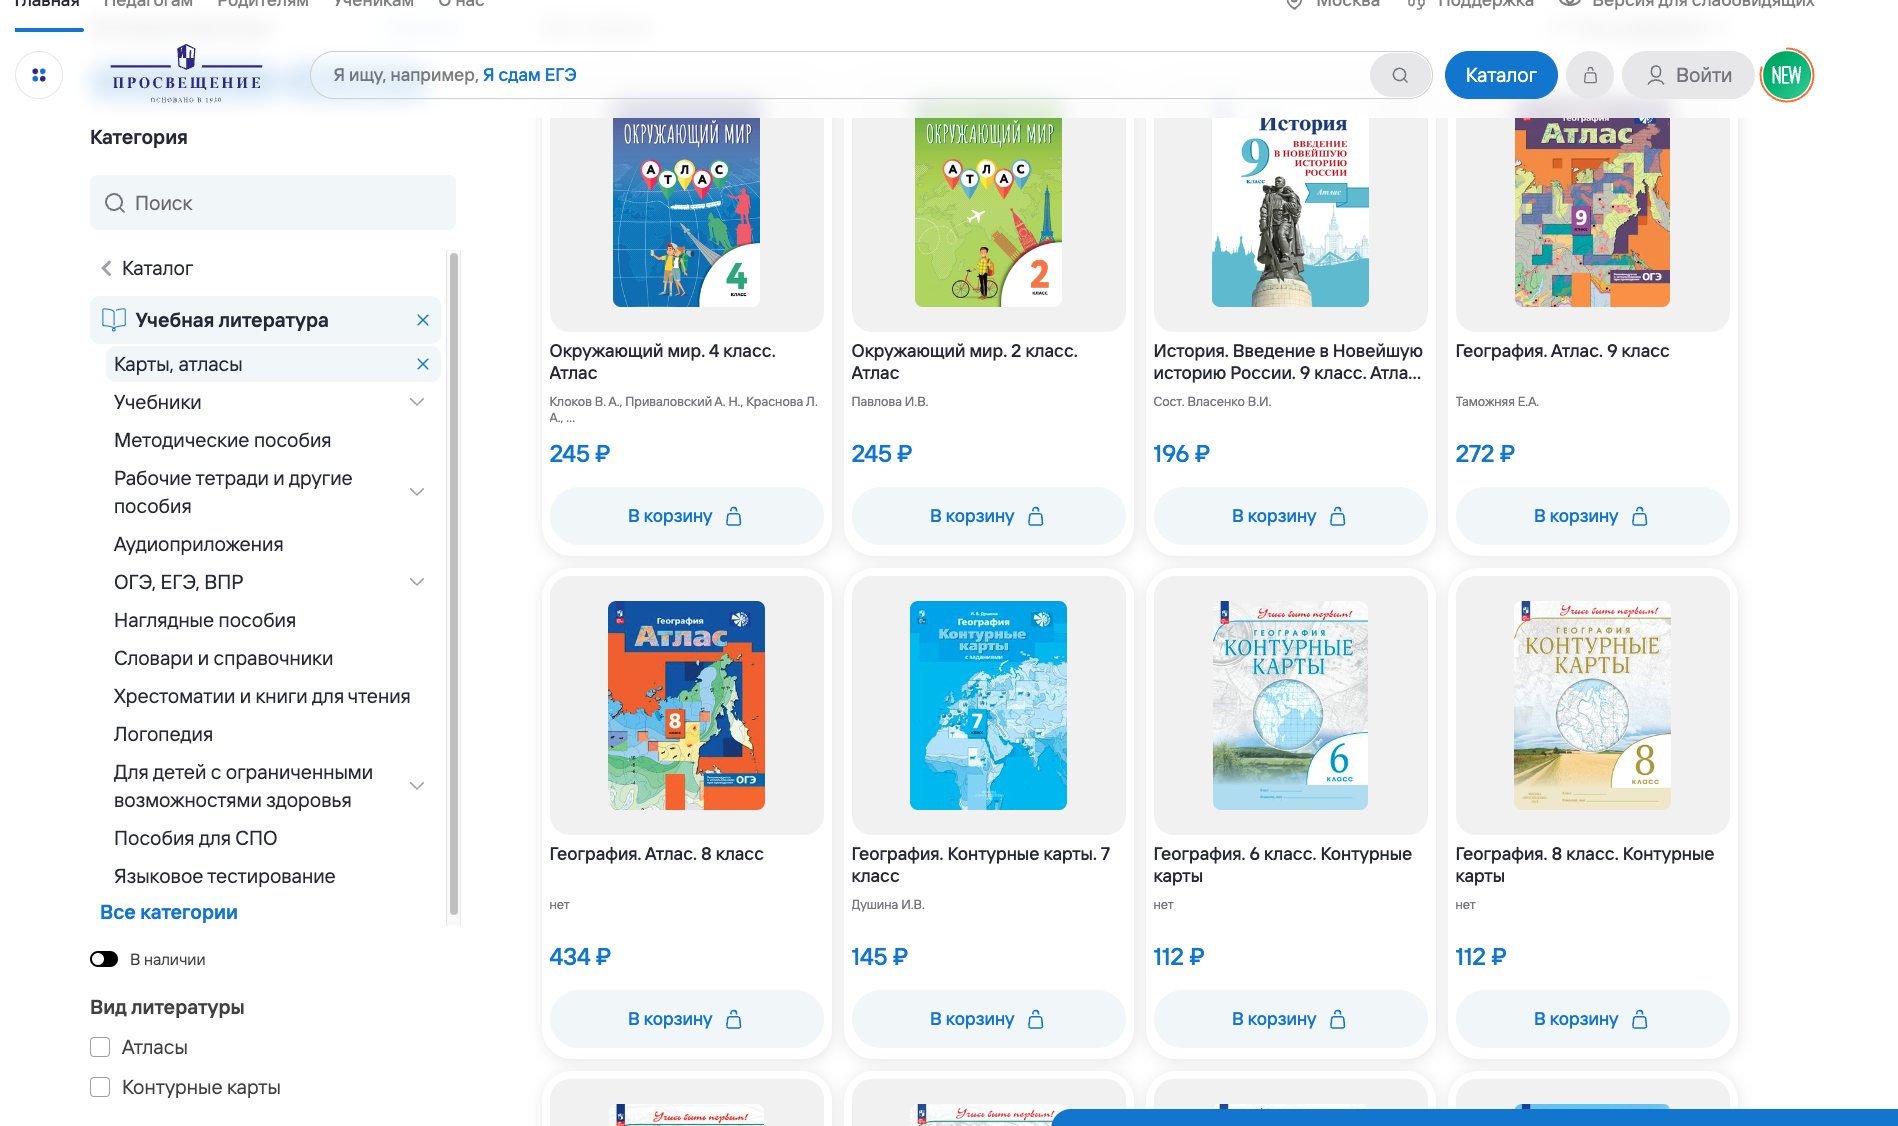 Главная Педагогам Родителям Ученикам О нас
Москва Поддержка Версия для слабовидящих
ПРОСВЕЩЕНИЕ
ОСНОВАНО В 1930
Я ищу, например, Я сдам ЕГЭ
Каталог
Войти
NEW
Категория
Поиск
Каталог
Учебная литература
Карты, атласы
Учебники
Методические пособия
Рабочие тетради и другие
пособия
Аудиоприложения
ОГЭ, ЕГЭ, ВПР
Наглядные пособия
Словари и справочники
Хрестоматии и книги для чтения
Логопедия
Для детей с ограниченными
возможностями здоровья
Пособия для СПО
Языковое тестирование
Все категории
В наличии
Вид литературы
Атласы
Контурные карты
ОКРУЖАЮЩИЙ МИР
АТЛАС
4
КЛАСС
Окружающий мир. 4 класс.
Атлас
Клоков В. А., Приваловский А. Н., Краснова Л.
А., ...
245 ₽
В корзину
ОКРУЖАЮЩИЙ МИР
АТЛАС
2
КЛАСС
Окружающий мир. 2 класс.
Атлас
Павлова И.В.
245 ₽
В корзину
История
9
класс
ВВЕДЕНИЕ
В НОВЕЙШУЮ
ИСТОРИЮ
РОССИИ
Атлас
История. Введение в Новейшую
историю России. 9 класс. Атла...
Сост. Власенко В.И.
196 ₽
В корзину
География
Атлас
9
КЛАСС
ОГЭ
География. Атлас. 9 класс
Таможняя Е.А.
272 ₽
В корзину
География
Атлас
8
КЛАСС
ОГЭ
География. Атлас. 8 класс
нет
434 ₽
В корзину
И. В. Душина
География
Контурные
карты
с заданиями
7
класс
География. Контурные карты. 7
класс
Душина И.В.
145 ₽
В корзину
Учись быть первым!
ГЕОГРАФИЯ
КОНТУРНЫЕ
КАРТЫ
6
КЛАСС
География. 6 класс. Контурные
карты
нет
112 ₽
В корзину
Учись быть первым!
ГЕОГРАФИЯ
КОНТУРНЫЕ
КАРТЫ
8
КЛАСС
География. 8 класс. Контурные
карты
нет
112 ₽
В корзину
Учись быть первым!
Учись быть первым!